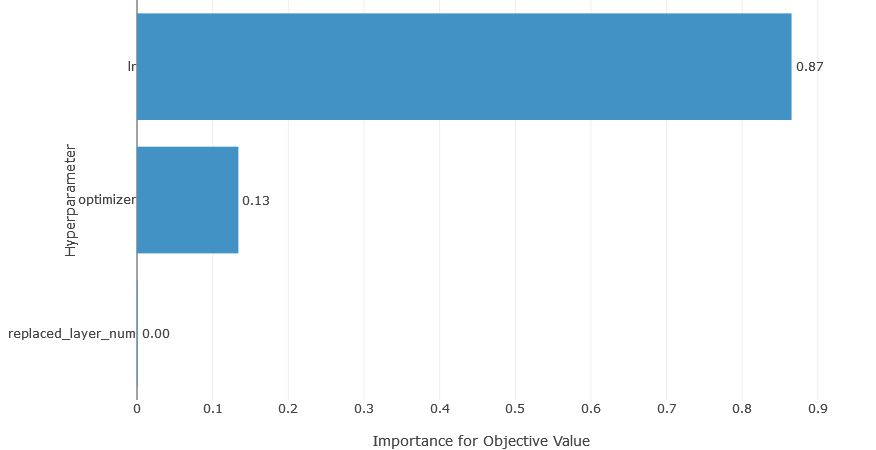 lr
0.87
Hyperparameter
optimizer
0.13
replaced_layer_num
0.00
0 0.1 0.2 0.3 0.4 0.5 0.6 0.7 0.8 0.9
Importance for Objective Value